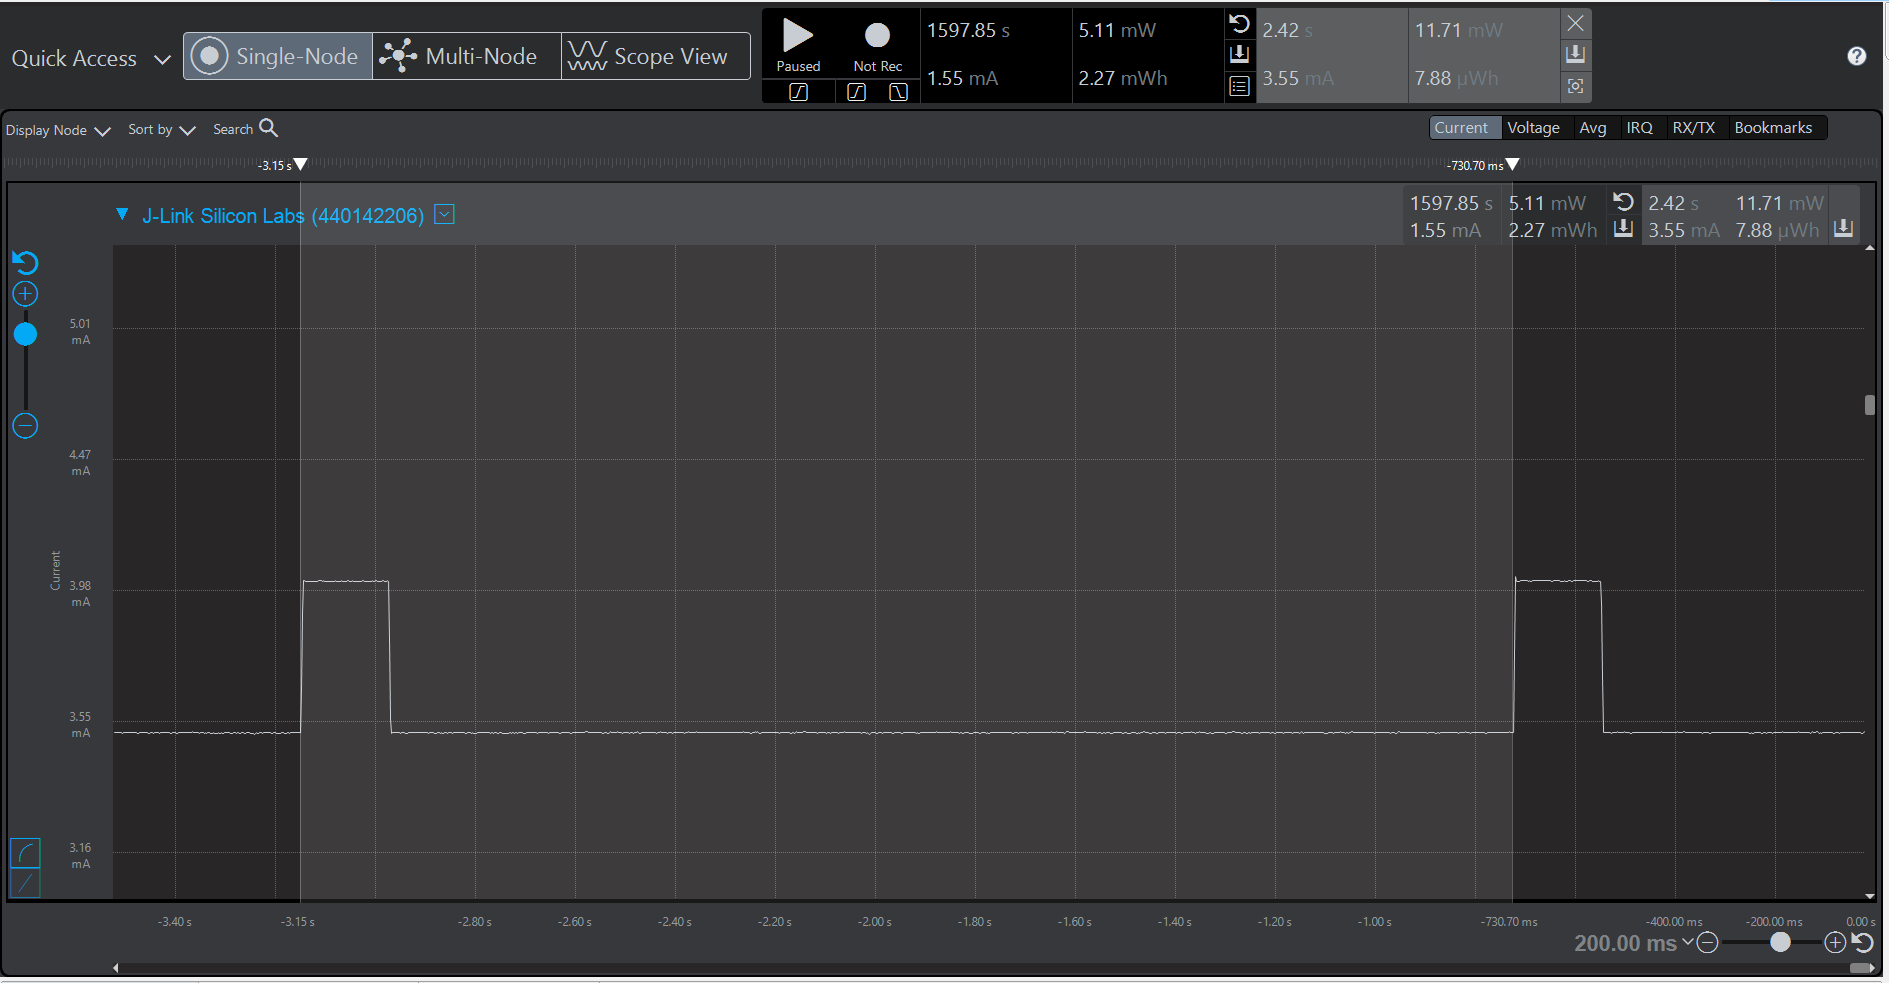 Quick Access
Single-Node
Multi-Node
Scope View
Paused
Not Rec
1597.85 s
5.11 mW
1.55 mA
2.27 mWh
2.42 s
11.71 mW
3.55 mA
7.88 µWh
Display Node
Sort by
Search
Current
Voltage
Avg
IRQ
RX/TX
Bookmarks
-3.15 s
-730.70 ms
J-Link Silicon Labs (440142206)
1597.85 s
5.11 mW
2.42 s
11.71 mW
1.55 mA
2.27 mWh
3.55 mA
7.88 µWh
5.01
mA
4.47
mA
Current
3.98
mA
3.55
mA
3.16
mA
-3.40 s
-3.15 s
-2.80 s
-2.60 s
-2.40 s
-2.20 s
-2.00 s
-1.80 s
-1.60 s
-1.40 s
-1.20 s
-1.00 s
-730.70 ms
-400.00 ms
-200.00 ms
0.00 s
200.00 ms